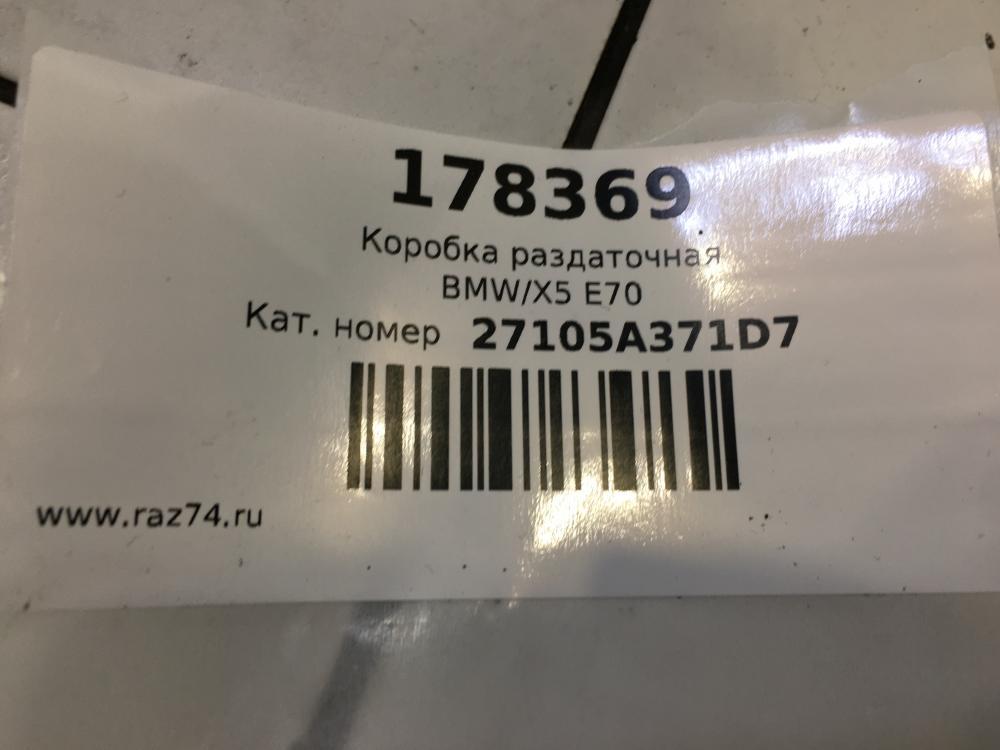 178369
Коробка раздаточная
BMW/X5 E70
Кат. номер 27105A371D7
www.raz74.ru